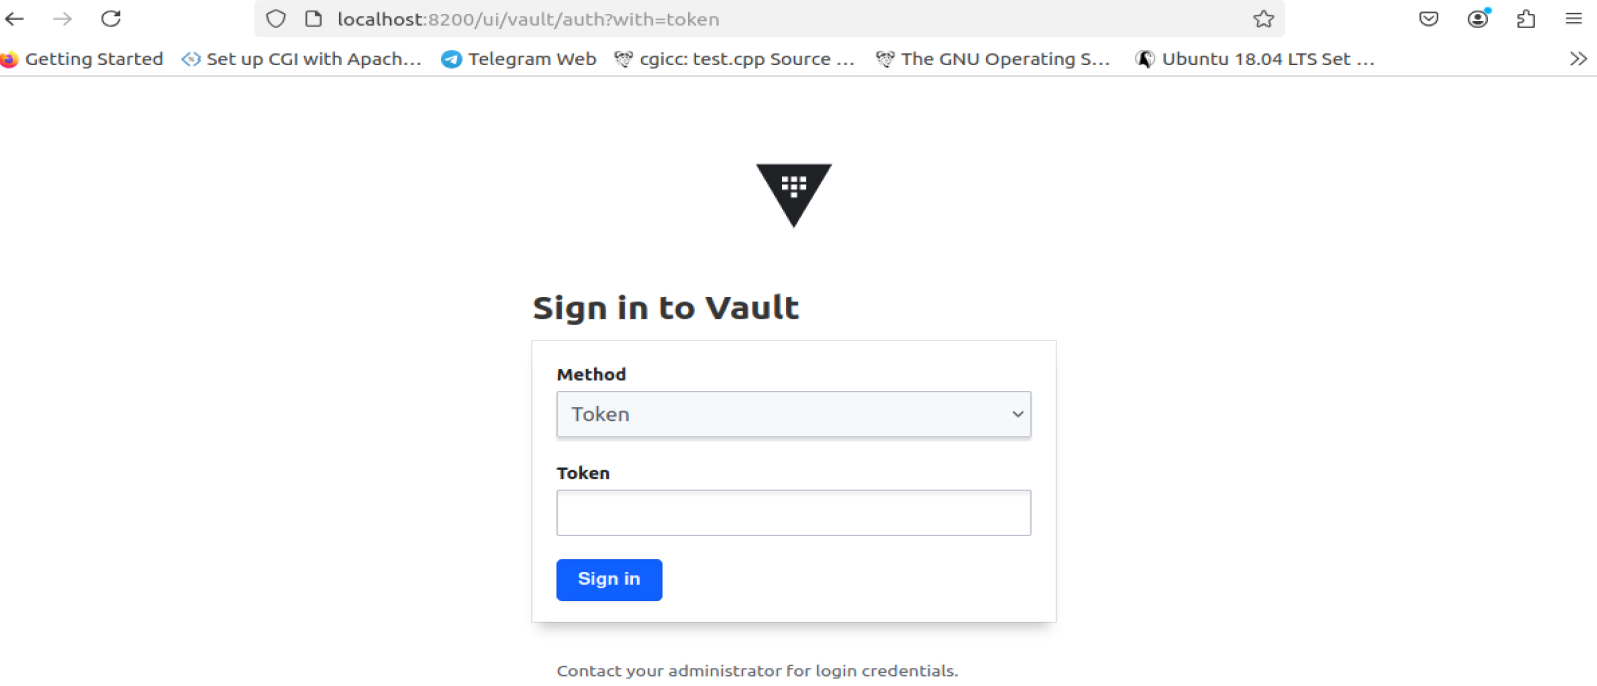 localhost:8200/ui/vault/auth?with=token
Getting Started Set up CGI with Apach... Telegram Web cgicc: test.cpp Source ... The GNU Operating S... Ubuntu 18.04 LTS Set ...
Sign in to Vault
Method
Token
Token
Sign in
Contact your administrator for login credentials.